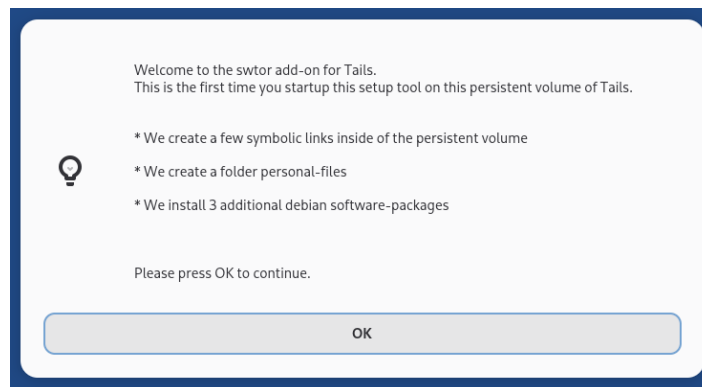 Welcome to the swtor add-on for Tails.
This is the first time you startup this setup tool on this persistent volume of Tails.
* We create a few symbolic links inside of the persistent volume
* We create a folder personal-files
* We install 3 additional debian software-packages
Please press OK to continue.
OK